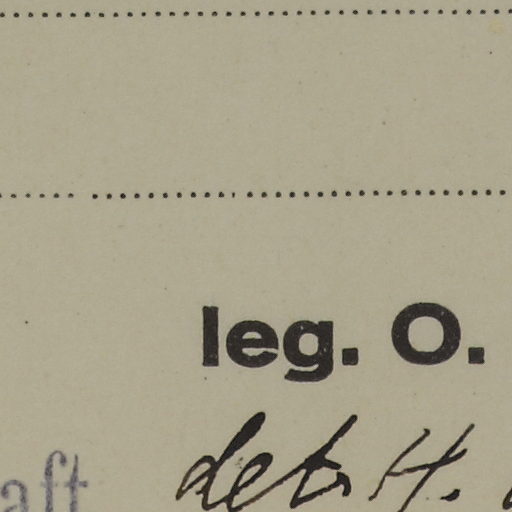 leg. O.
aft det. H.